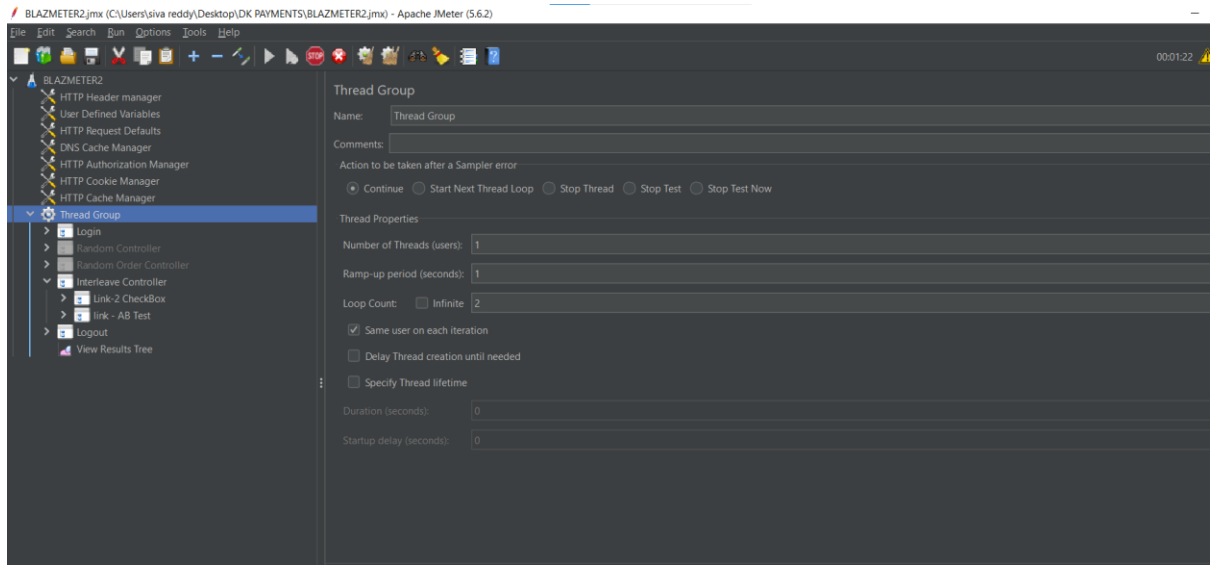 BLAZMETER2.jmx (C:\Users\siva reddy\Desktop\DK PAYMENTS\BLAZMETER2.jmx) - Apache JMeter (5.6.2)
File Edit Search Run Options Tools Help
STOP
00:01:22
BLAZMETER2
HTTP Header manager
User Defined Variables
HTTP Request Defaults
DNS Cache Manager
HTTP Authorization Manager
HTTP Cookie Manager
HTTP Cache Manager
Thread Group
Login
Random Controller
Random Order Controller
Interleave Controller
Link-2 CheckBox
link - AB Test
Logout
View Results Tree
Thread Group
Name: Thread Group
Comments:
Action to be taken after a Sampler error
Continue Start Next Thread Loop Stop Thread Stop Test Stop Test Now
Thread Properties
Number of Threads (users): 1
Ramp-up period (seconds): 1
Loop Count: Infinite 2
Same user on each iteration
Delay Thread creation until needed
Specify Thread lifetime
Duration (seconds): 0
Startup delay (seconds): 0